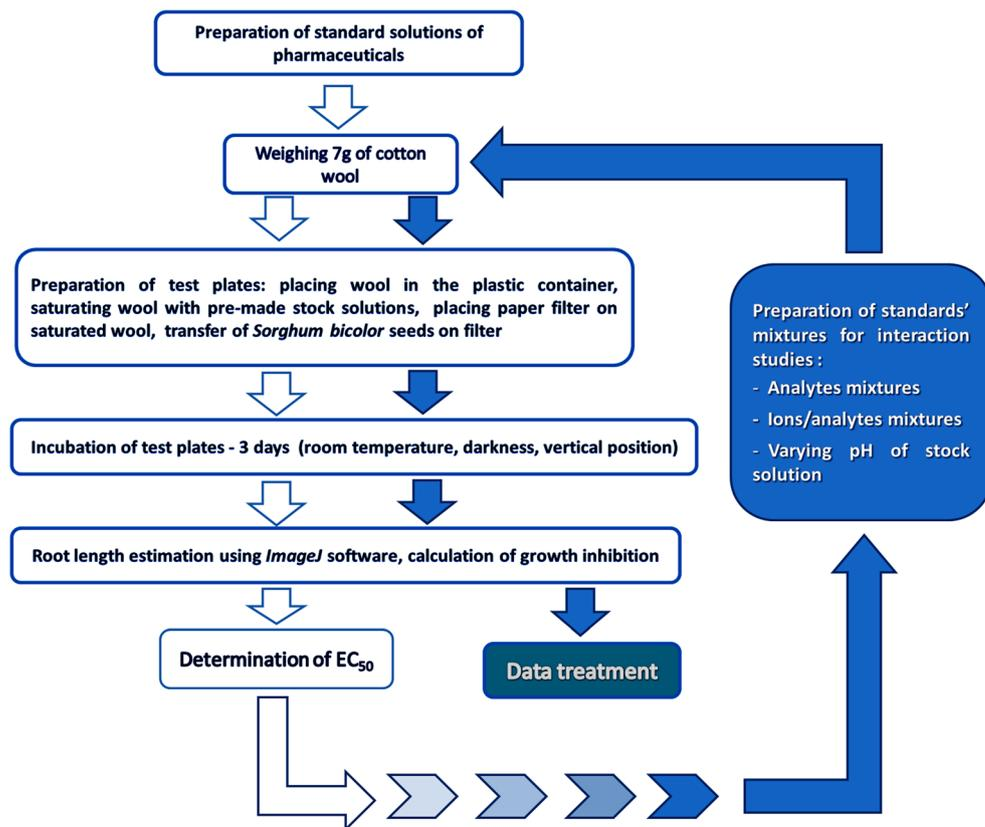 Preparation of standard solutions of
pharmaceuticals
Weighing 7g of cotton
wool
Preparation of test plates: placing wool in the plastic container,
saturating wool with pre-made stock solutions, placing paper filter on
saturated wool, transfer of Sorghum bicolor seeds on filter
Incubation of test plates - 3 days (room temperature, darkness, vertical position)
Root length estimation using ImageJ software, calculation of growth inhibition
Determination of EC50
Data treatment
Preparation of standards'
mixtures for interaction
studies :
- Analytes mixtures
- Ions/analytes mixtures
- Varying pH of stock
solution